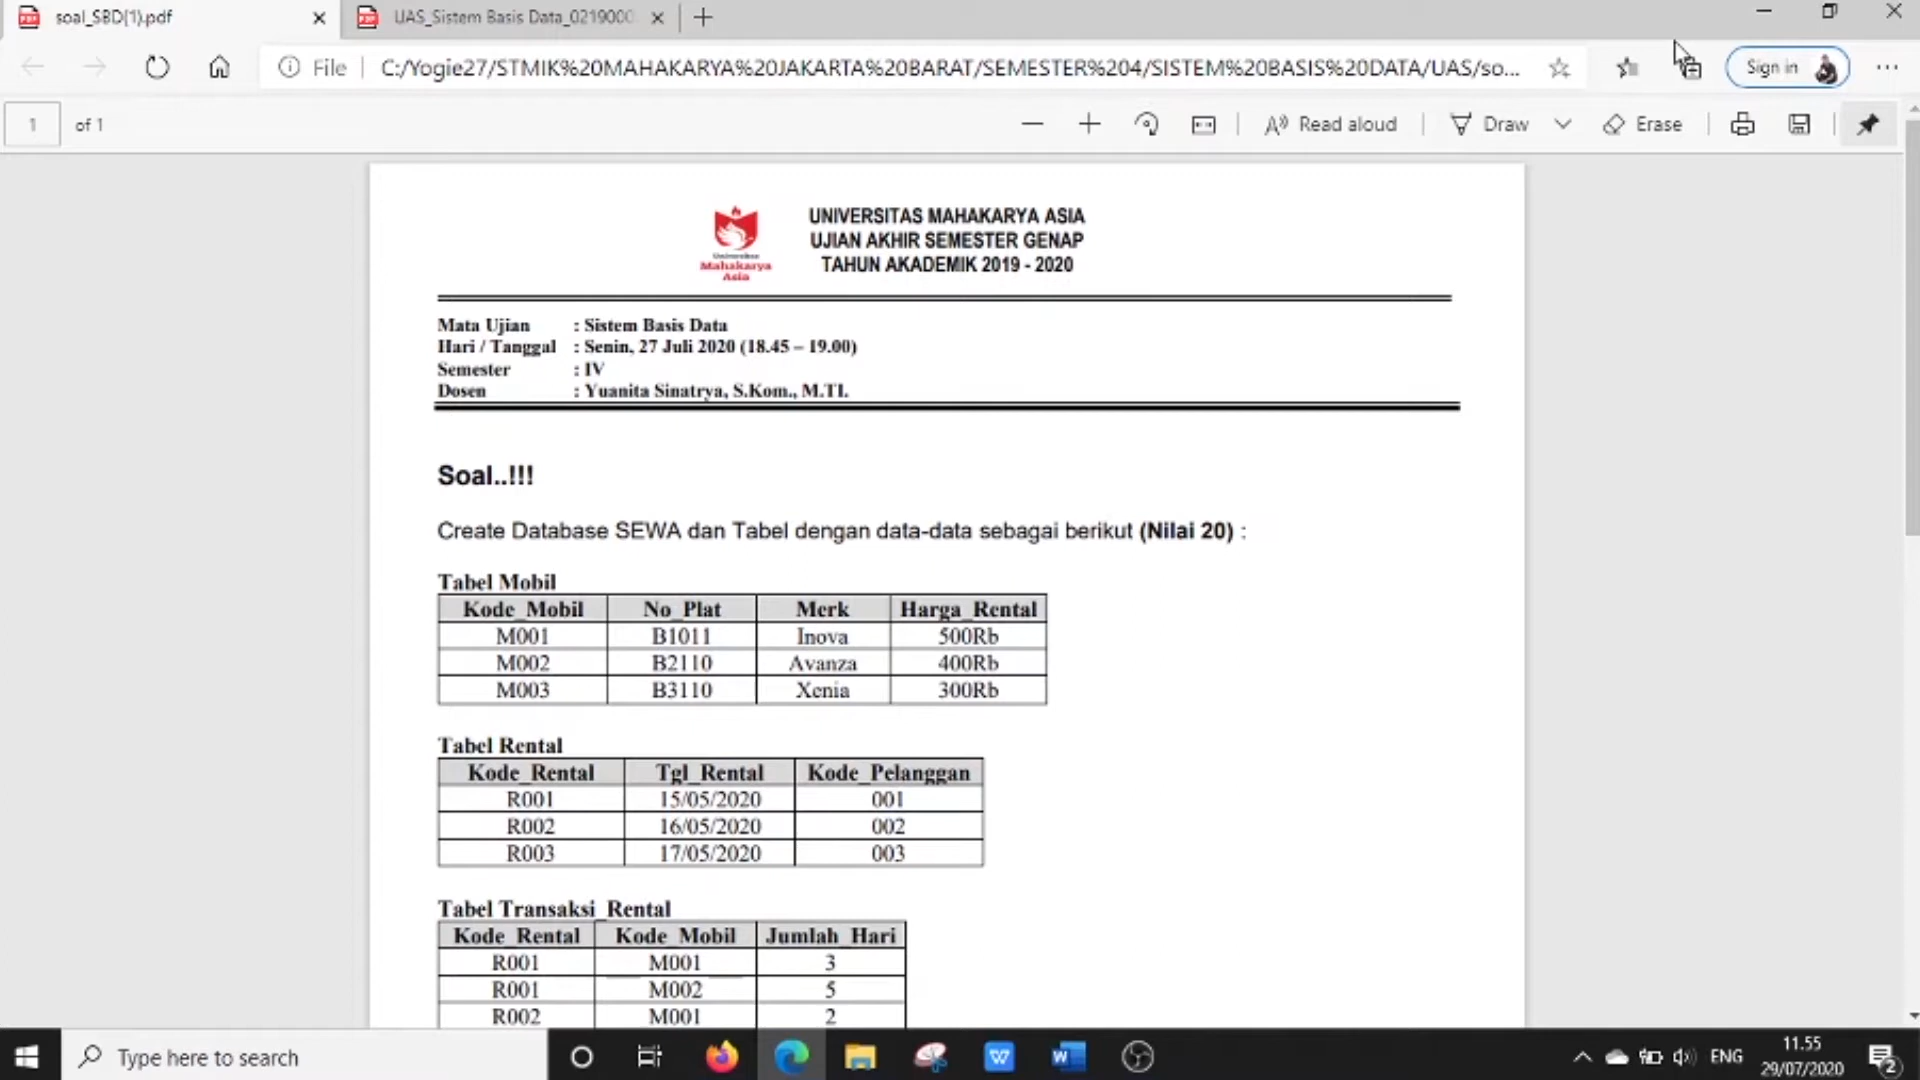 soal_SBD(1).pdf
UAS_Sistem Basis Data_0219000
File
C:/Yogie27/STMIK%20MAHAKARYA%20JAKARTA%20BARAT/SEMESTER%204/SISTEM%20BASIS%20DATA/UAS/so...
Sign in
1 of 1
Read aloud
Draw
Erase
Universitas
Mahakarya
Asia
UNIVERSITAS MAHAKARYA ASIA
UJIAN AKHIR SEMESTER GENAP
TAHUN AKADEMIK 2019 - 2020
Mata Ujian : Sistem Basis Data
Hari / Tanggal : Senin, 27 Juli 2020 (18.45 – 19.00)
Semester : IV
Dosen : Yuanita Sinatrya, S.Kom., M.TI.
Soal..!!!
Create Database SEWA dan Tabel dengan data-data sebagai berikut (Nilai 20) :
Tabel Mobil
Kode_Mobil No_Plat Merk Harga_Rental
M001 B1011 Inova 500Rb
M002 B2110 Avanza 400Rb
M003 B3110 Xenia 300Rb
Tabel Rental
Kode_Rental Tgl_Rental Kode_Pelanggan
R001 15/05/2020 001
R002 16/05/2020 002
R003 17/05/2020 003
Tabel Transaksi_Rental
Kode_Rental Kode_Mobil Jumlah_Hari
R001 M001 3
R001 M002 5
R002 M001 2
Type here to search
ENG
11.55
29/07/2020
2